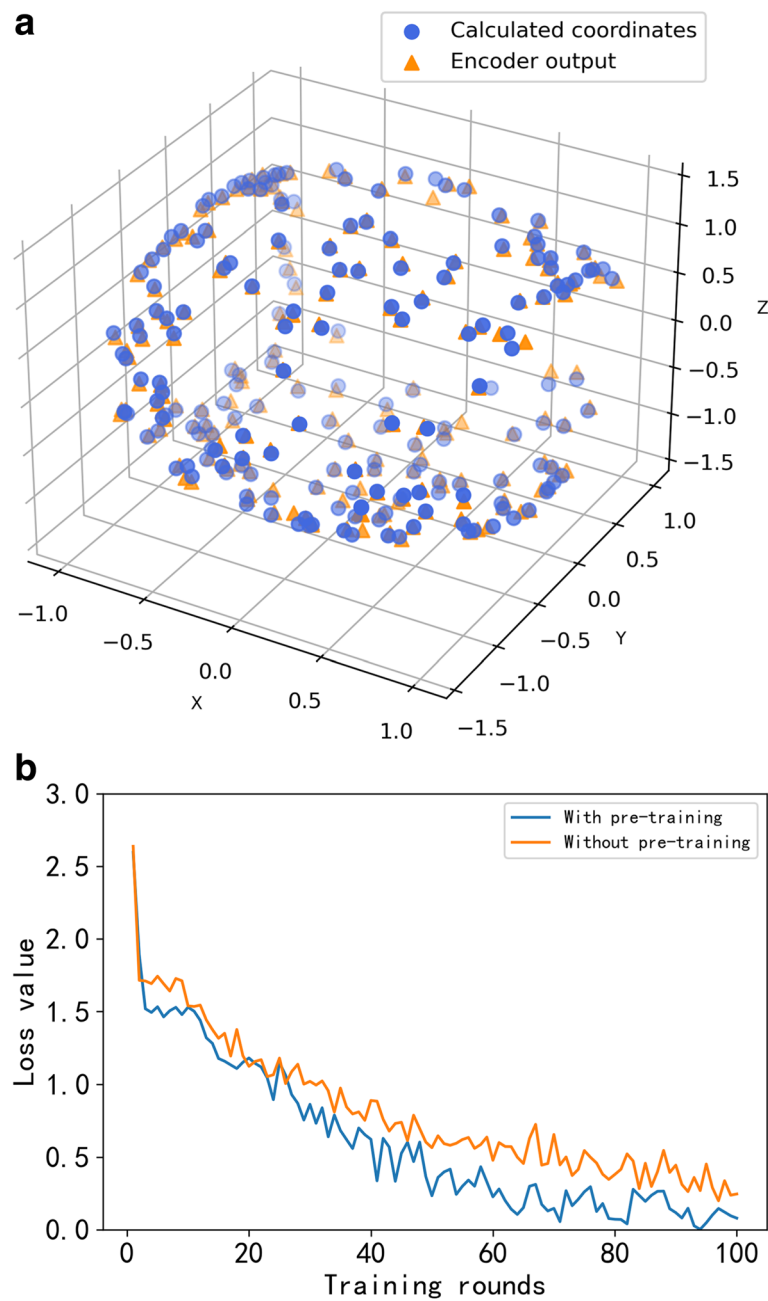 a
Calculated coordinates
Encoder output
1.5
1.0
0.5
0.0
−0.5
−1.0
−1.5
Z
1.0
0.5
0.0
−0.5
−1.0
−1.5
Y
−1.0
−0.5
0.0
0.5
1.0
X
b
3.0
2.5
2.0
1.5
1.0
0.5
0.0
Loss value
With pre-training
Without pre-training
0 20 40 60 80 100
Training rounds